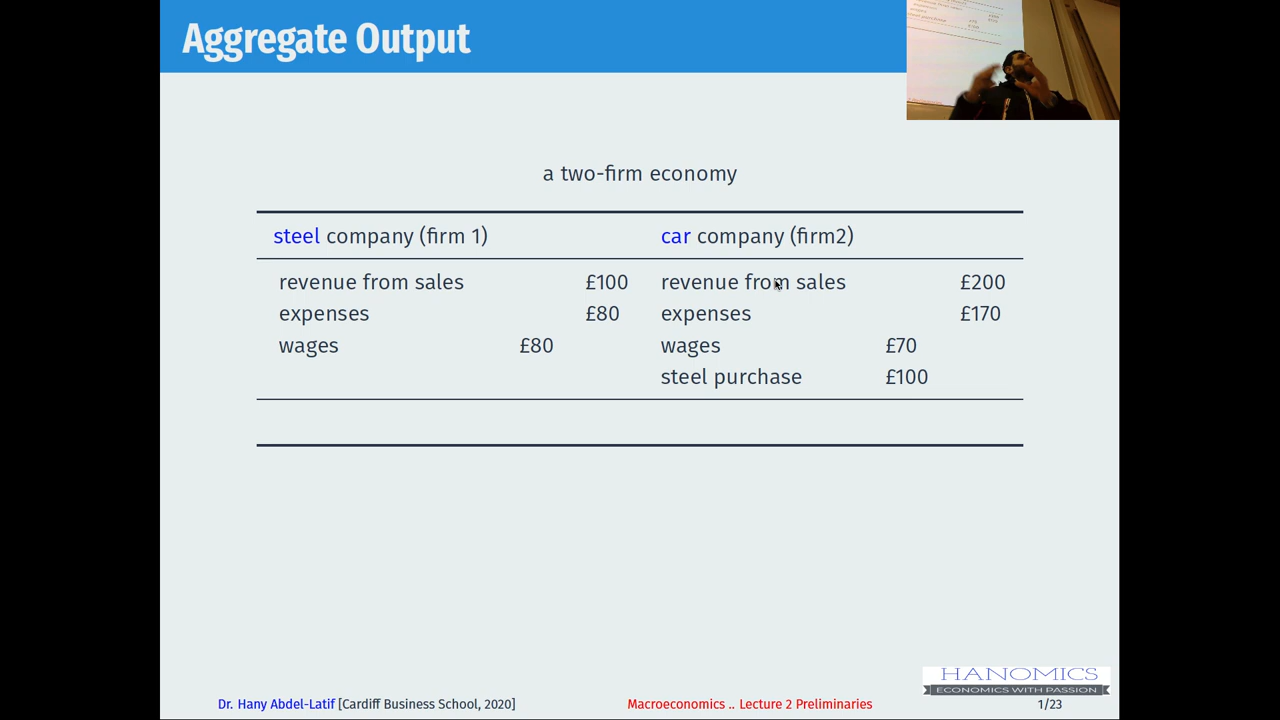 Aggregate Output
a two-firm economy
steel company (firm 1) car company (firm2)
revenue from sales £100 revenue from sales £200
expenses £80 expenses £170
wages £80 wages £70
steel purchase £100
HANOMICS
ECONOMICS WITH PASSION
Dr. Hany Abdel-Latif [Cardiff Business School, 2020] Macroeconomics .. Lecture 2 Preliminaries 1/23